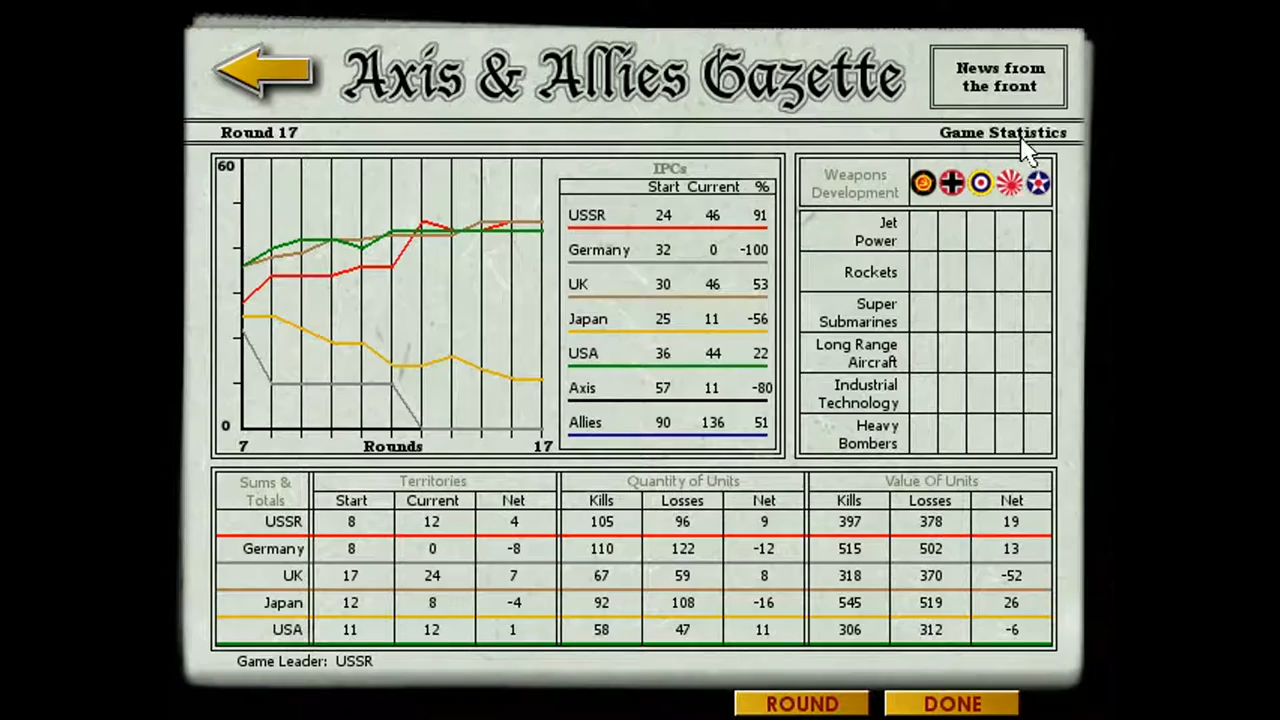 Axis & Allies Gazette
News from
the front
Round 17
Game Statistics
60
0
7 Rounds 17
IPCs
Start Current %
USSR 24 46 91
Germany 32 0 -100
UK 30 46 53
Japan 25 11 -56
USA 36 44 22
Axis 57 11 -80
Allies 90 136 51
Weapons
Development
Jet
Power
Rockets
Super
Submarines
Long Range
Aircraft
Industrial
Technology
Heavy
Bombers
Sums &
Totals
Territories Quantity of Units Value Of Units
Start Current Net Kills Losses Net Kills Losses Net
USSR 8 12 4 105 96 9 397 378 19
Germany 8 0 -8 110 122 -12 515 502 13
UK 17 24 7 67 59 8 318 370 -52
Japan 12 8 -4 92 108 -16 545 519 26
USA 11 12 1 58 47 11 306 312 -6
Game Leader: USSR
ROUND DONE